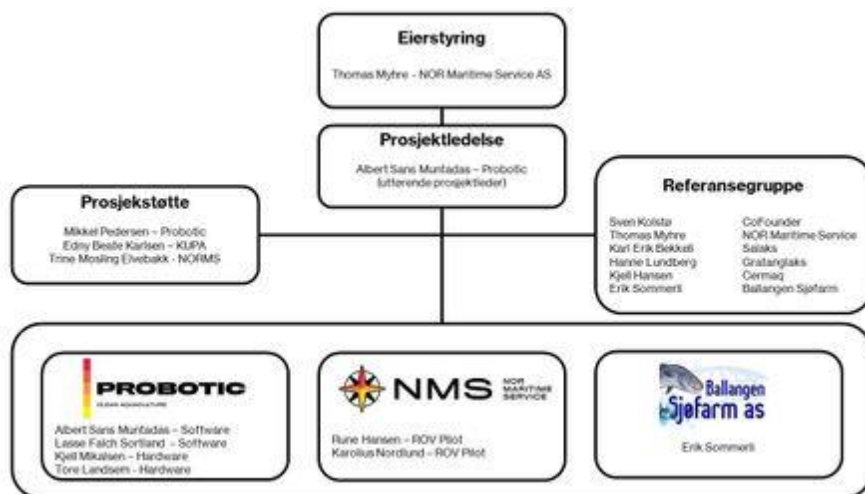 Eierstyring
Thomas Myhre – NOR Maritime Service AS
Prosjektledelse
Albert Sans Muntadas – Probotic
(utførende prosjektleder)
Prosjekstøtte
Mikkel Pedersen – Probotic
Edny Beate Karlsen – KUPA
Trine Mosling Elvebakk - NORMS
Referansegruppe
Sven Kolstø CoFounder
Thomas Myhre NOR Maritime Service
Karl Erik Bekkeli Salaks
Hanne Lundberg Gratanglaks
Kjell Hansen Cermaq
Erik Sommerli Ballangen Sjøfarm
PROBOTIC
CLEAN AQUACULTURE
Albert Sans Muntadas – Software
Lasse Falch Sortland – Software
Kjell Mikalsen – Hardware
Tore Landsem - Hardware
NMS NOR
MARITIME
SERVICE
Rune Hansen – ROV Pilot
Karolius Nordlund – ROV Pilot
Ballangen
Sjøfarm as
Erik Sommerli